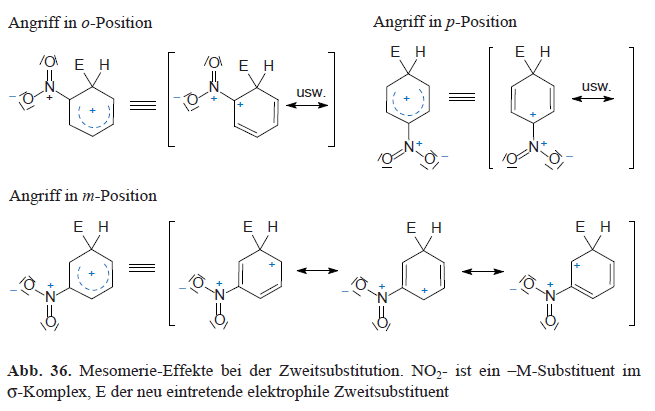 Angriff in o-Position
Angriff in p-Position
E H
E H
E H
E H
usw.
usw.
N
N
N
N
O
O
O
O
O
O
O
O
Angriff in m-Position
E H
E H
E H
E H
N
N
N
N
O
O
O
O
O
O
O
O
Abb. 36. Mesomerie-Effekte bei der Zweitsubstitution. NO₂- ist ein –M-Substituent im
σ-Komplex, E der neu eintretende elektrophile Zweitsubstituent